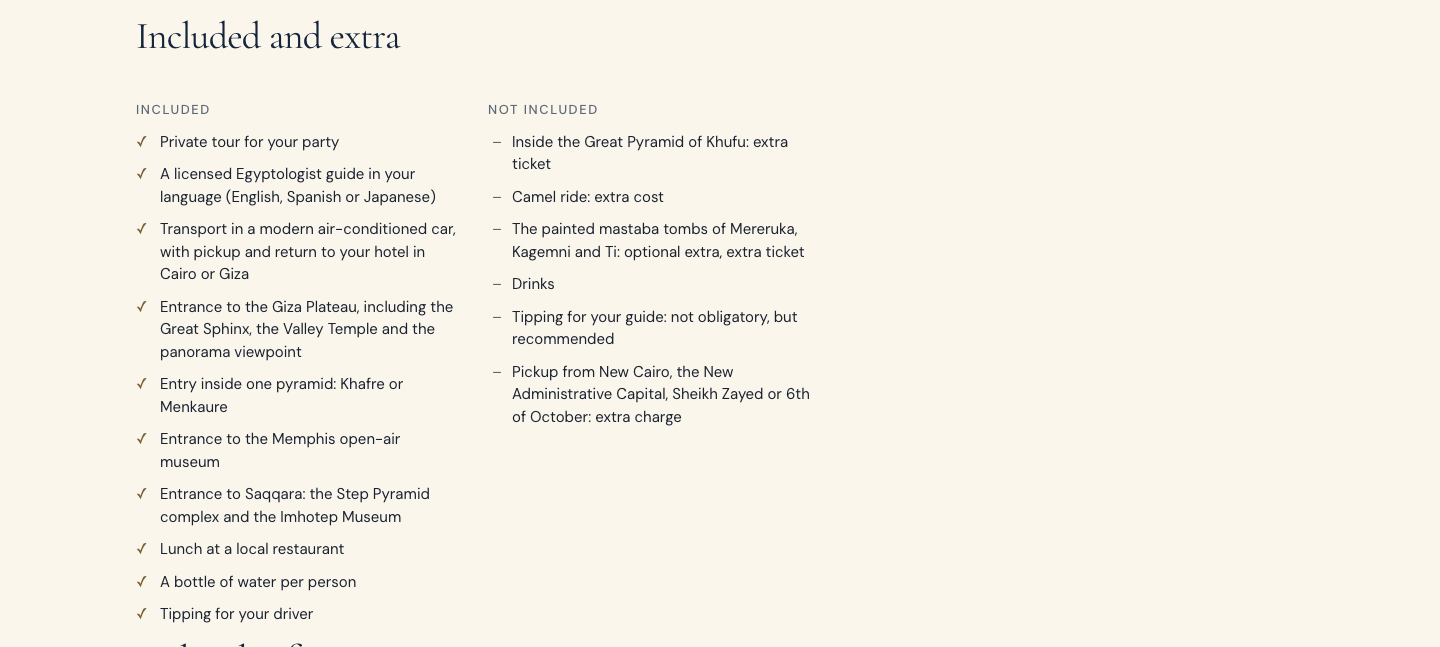 Included and extra
INCLUDED
✓ Private tour for your party
✓ A licensed Egyptologist guide in your
language (English, Spanish or Japanese)
✓ Transport in a modern air-conditioned car,
with pickup and return to your hotel in
Cairo or Giza
✓ Entrance to the Giza Plateau, including the
Great Sphinx, the Valley Temple and the
panorama viewpoint
✓ Entry inside one pyramid: Khafre or
Menkaure
✓ Entrance to the Memphis open-air
museum
✓ Entrance to Saqqara: the Step Pyramid
complex and the Imhotep Museum
✓ Lunch at a local restaurant
✓ A bottle of water per person
✓ Tipping for your driver
NOT INCLUDED
– Inside the Great Pyramid of Khufu: extra
ticket
– Camel ride: extra cost
– The painted mastaba tombs of Mereruka,
Kagemni and Ti: optional extra, extra ticket
– Drinks
– Tipping for your guide: not obligatory, but
recommended
– Pickup from New Cairo, the New
Administrative Capital, Sheikh Zayed or 6th
of October: extra charge